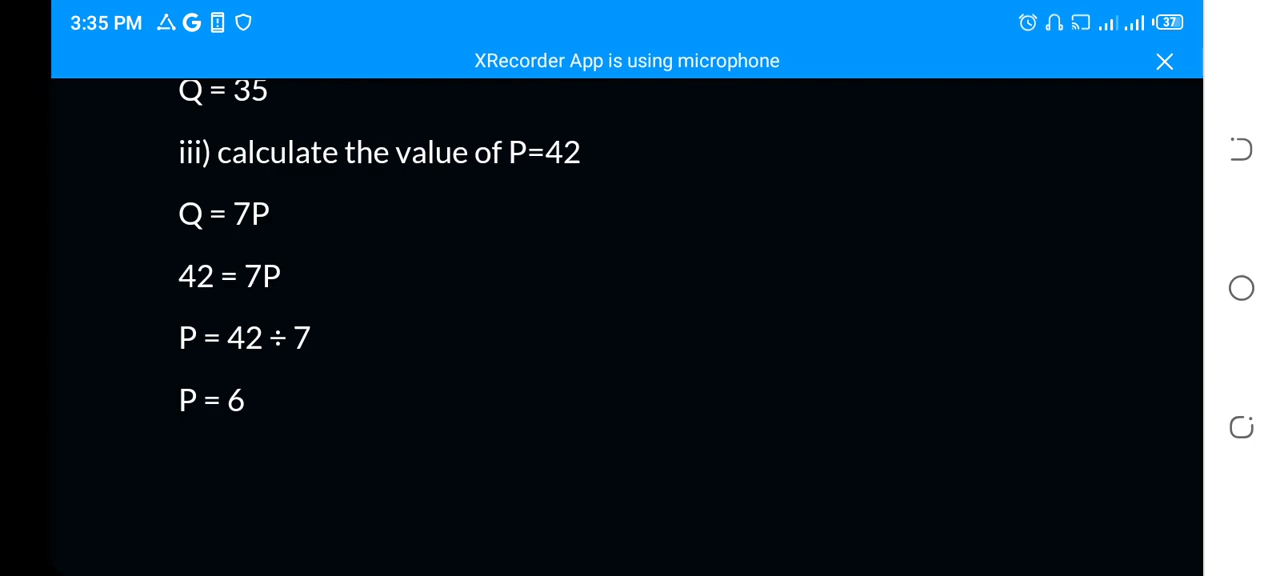 3:35 PM
37
XRecorder App is using microphone
Q = 35
iii) calculate the value of P=42
Q = 7P
42 = 7P
P = 42 ÷ 7
P = 6